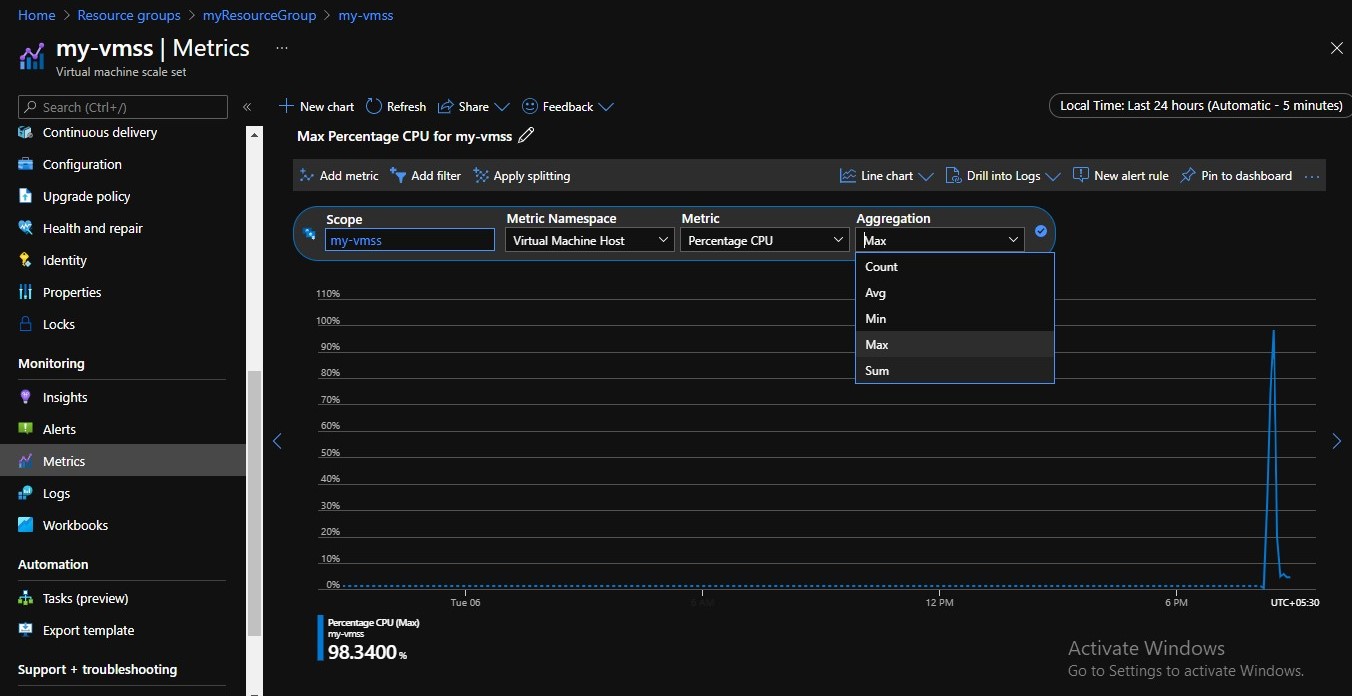 Home > Resource groups > myResourceGroup > my-vmss
my-vmss | Metrics ...
Virtual machine scale set
Search (Ctrl+/)
«
Continuous delivery
Configuration
Upgrade policy
Health and repair
Identity
Properties
Locks
Monitoring
Insights
Alerts
Metrics
Logs
Workbooks
Automation
Tasks (preview)
Export template
Support + troubleshooting
New chart Refresh Share Feedback
Local Time: Last 24 hours (Automatic - 5 minutes)
Max Percentage CPU for my-vmss
Add metric Add filter Apply splitting Line chart Drill into Logs New alert rule Pin to dashboard ...
Scope Metric Namespace Metric Aggregation
my-vmss Virtual Machine Host Percentage CPU Max
Count
Avg
Min
Max
Sum
110%
100%
90%
80%
70%
60%
50%
40%
30%
20%
10%
0%
Tue 06 6 AM 12 PM 6 PM UTC+05:30
Percentage CPU (Max)
my-vmss
98.3400 %
Activate Windows
Go to Settings to activate Windows.